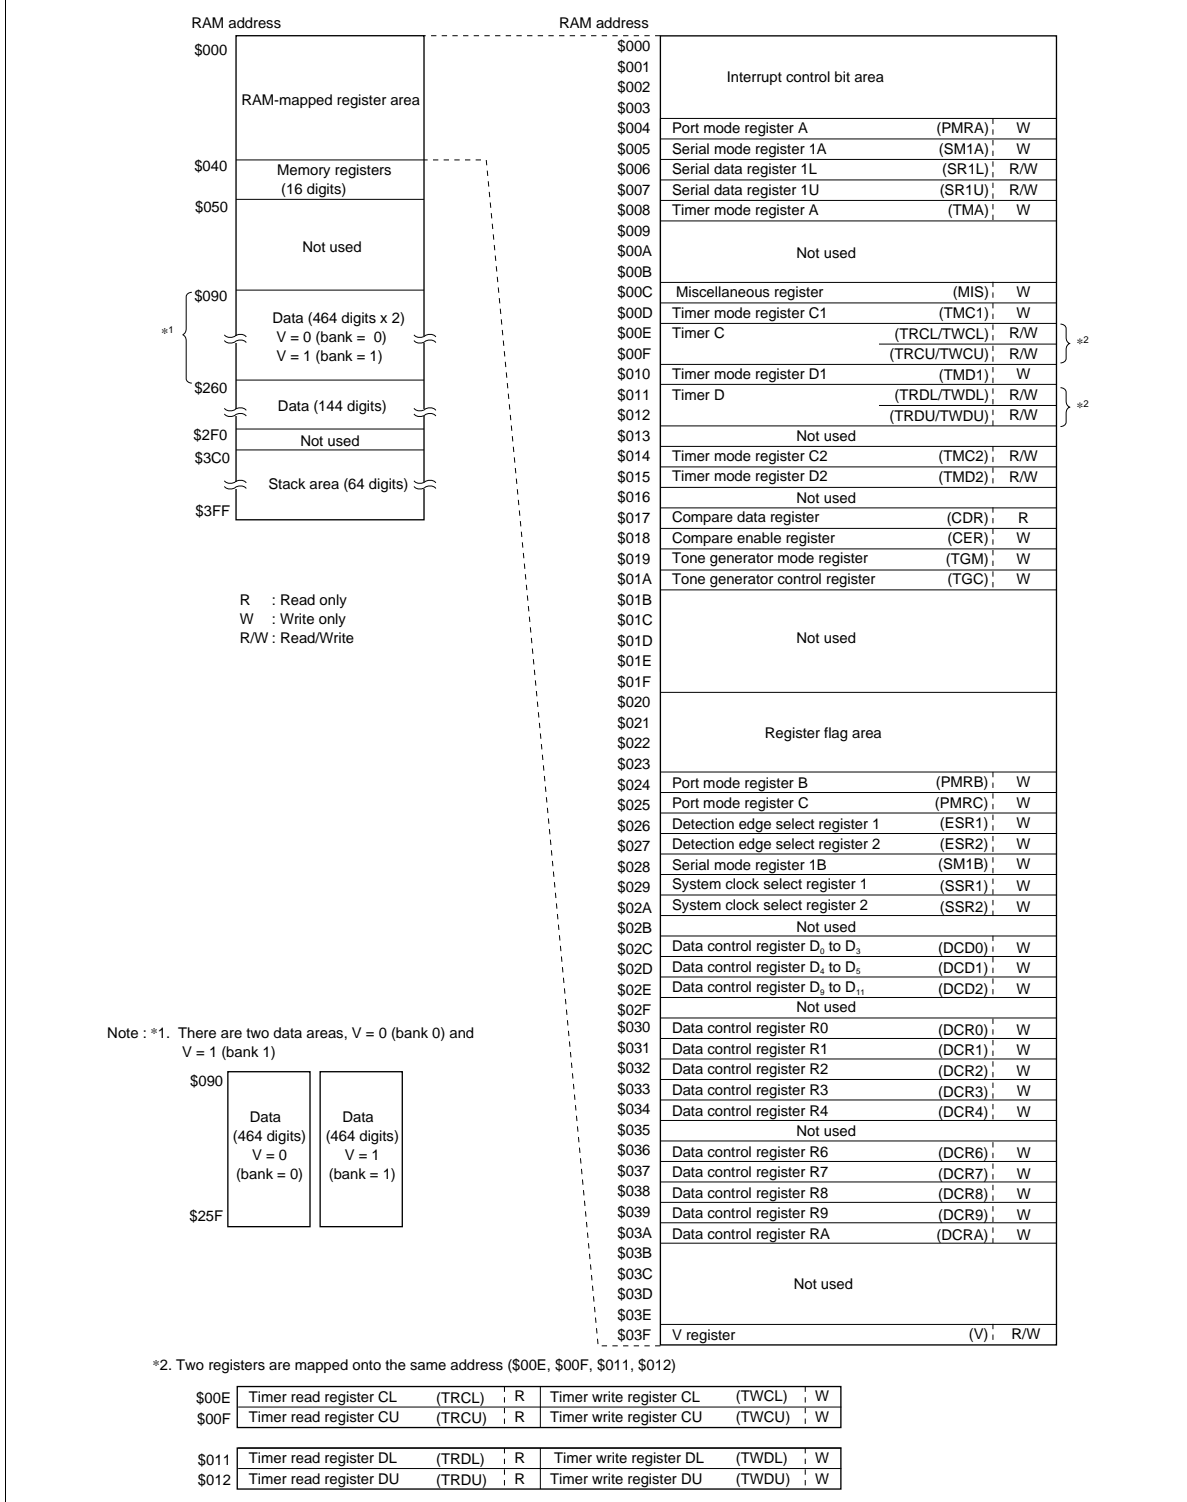 RAM address
$000
RAM-mapped register area
$040
Memory registers
(16 digits)
$050
Not used
$090
*1
Data (464 digits x 2)
V = 0 (bank = 0)
V = 1 (bank = 1)
$260
Data (144 digits)
$2F0
Not used
$3C0
Stack area (64 digits)
$3FF
R : Read only
W : Write only
R/W : Read/Write
RAM address
$000
$001
Interrupt control bit area
$002
$003
$004 Port mode register A (PMRA) W
$005 Serial mode register 1A (SM1A) W
$006 Serial data register 1L (SR1L) R/W
$007 Serial data register 1U (SR1U) R/W
$008 Timer mode register A (TMA) W
$009
$00A Not used
$00B
$00C Miscellaneous register (MIS) W
$00D Timer mode register C1 (TMC1) W
$00E Timer C (TRCL/TWCL) R/W
*2
$00F (TRCU/TWCU) R/W
$010 Timer mode register D1 (TMD1) W
$011 Timer D (TRDL/TWDL) R/W
*2
$012 (TRDU/TWDU) R/W
$013 Not used
$014 Timer mode register C2 (TMC2) R/W
$015 Timer mode register D2 (TMD2) R/W
$016 Not used
$017 Compare data register (CDR) R
$018 Compare enable register (CER) W
$019 Tone generator mode register (TGM) W
$01A Tone generator control register (TGC) W
$01B
$01C
$01D Not used
$01E
$01F
$020
$021
Register flag area
$022
$023
$024 Port mode register B (PMRB) W
$025 Port mode register C (PMRC) W
$026 Detection edge select register 1 (ESR1) W
$027 Detection edge select register 2 (ESR2) W
$028 Serial mode register 1B (SM1B) W
$029 System clock select register 1 (SSR1) W
$02A System clock select register 2 (SSR2) W
$02B Not used
$02C Data control register D0 to D3 (DCD0) W
$02D Data control register D4 to D5 (DCD1) W
$02E Data control register D9 to D11 (DCD2) W
$02F Not used
$030 Data control register R0 (DCR0) W
$031 Data control register R1 (DCR1) W
$032 Data control register R2 (DCR2) W
$033 Data control register R3 (DCR3) W
$034 Data control register R4 (DCR4) W
$035 Not used
$036 Data control register R6 (DCR6) W
$037 Data control register R7 (DCR7) W
$038 Data control register R8 (DCR8) W
$039 Data control register R9 (DCR9) W
$03A Data control register RA (DCRA) W
$03B
$03C
Not used
$03D
$03E
$03F V register (V) R/W
Note : *1. There are two data areas, V = 0 (bank 0) and
V = 1 (bank 1)
$090
Data Data
(464 digits) (464 digits)
V = 0 V = 1
(bank = 0) (bank = 1)
$25F
*2. Two registers are mapped onto the same address ($00E, $00F, $011, $012)
$00E Timer read register CL (TRCL) R Timer write register CL (TWCL) W
$00F Timer read register CU (TRCU) R Timer write register CU (TWCU) W
$011 Timer read register DL (TRDL) R Timer write register DL (TWDL) W
$012 Timer read register DU (TRDU) R Timer write register DU (TWDU) W